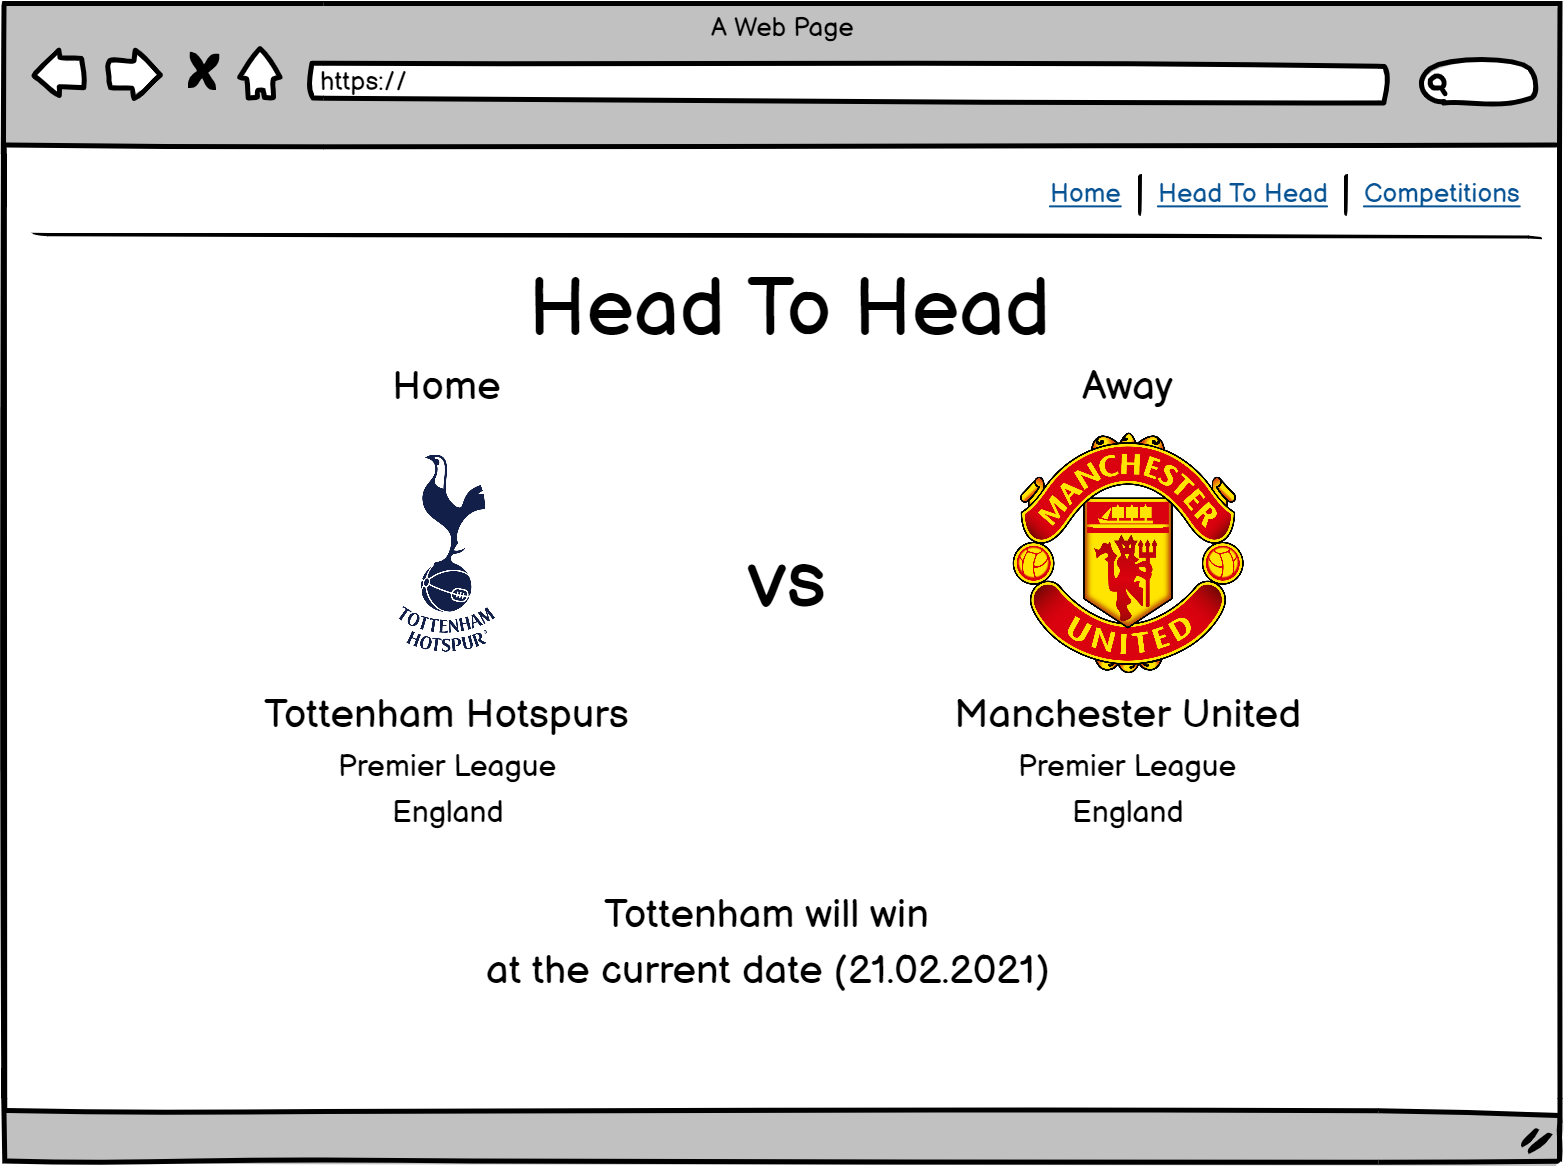 A Web Page
https://
Home
Head To Head
Competitions
Head To Head
Home
Away
MANCHESTER
TOTTENHAM
HOTSPUR
vs
UNITED
Tottenham Hotspurs
Manchester United
Premier League
Premier League
England
England
Tottenham will win
at the current date (21.02.2021)